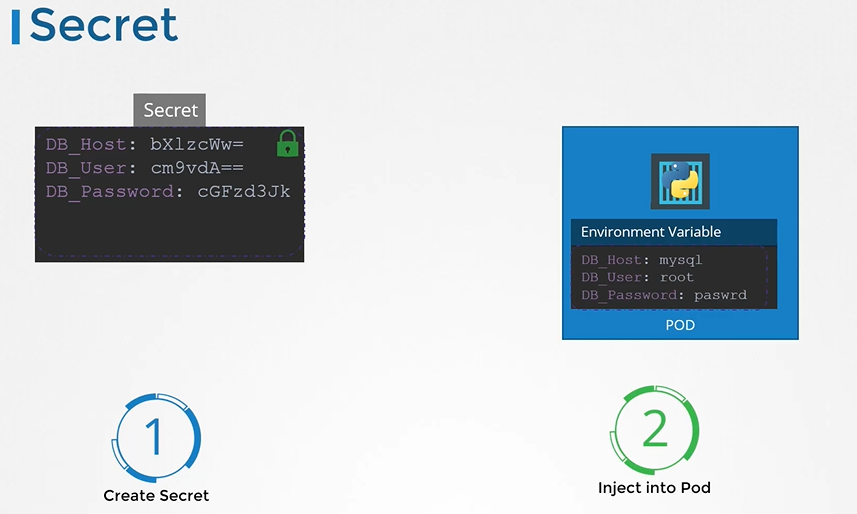 Secret
Secret
DB_Host: bXlzcWw=
DB_User: cm9vdA==
DB_Password: cGFzd3Jk
Environment Variable
DB_Host: mysql
DB_User: root
DB_Password: paswrd
POD
1
Create Secret
2
Inject into Pod